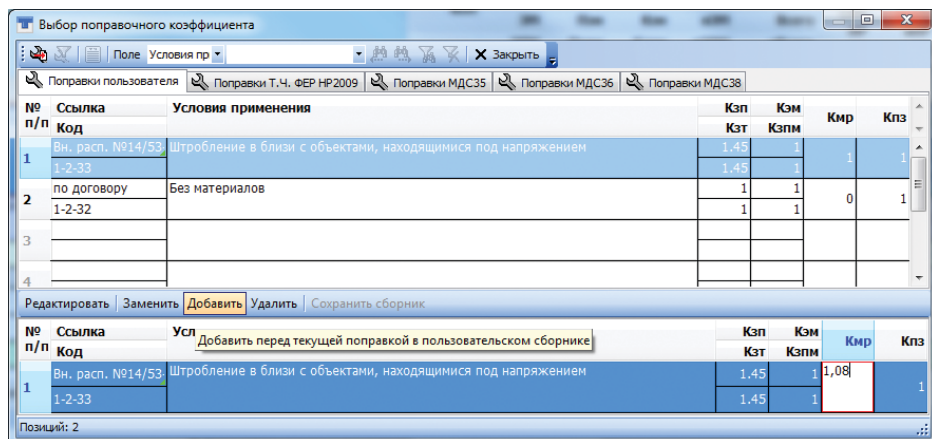 Выбор поправочного коэффициента
Поле Условия пр Закрыть
Поправки пользователя Поправки Т.Ч. ФЕР НР2009 Поправки МДС35 Поправки МДС36 Поправки МДС38
№ п/п Ссылка Условия применения Кзп Кэм Кмр Кпз
Код Кзт Кзпм
1 Вн. расп. №14/53- Штробление в близи с объектами, находящимися под напряжением 1.45 1 1 1
1-2-33 1.45 1
2 по договору Без материалов 1 1 0 1
1-2-32 1 1
3
4
Редактировать Заменить Добавить Удалить Сохранить сборник
№ п/п Ссылка Усл Кзп Кэм Кмр Кпз
Добавить перед текущей поправкой в пользовательском сборнике
Код Кзт Кзпм
1 Вн. расп. №14/53- Штробление в близи с объектами, находящимися под напряжением 1.45 1 1,08 1
1-2-33 1.45 1
Позиций: 2